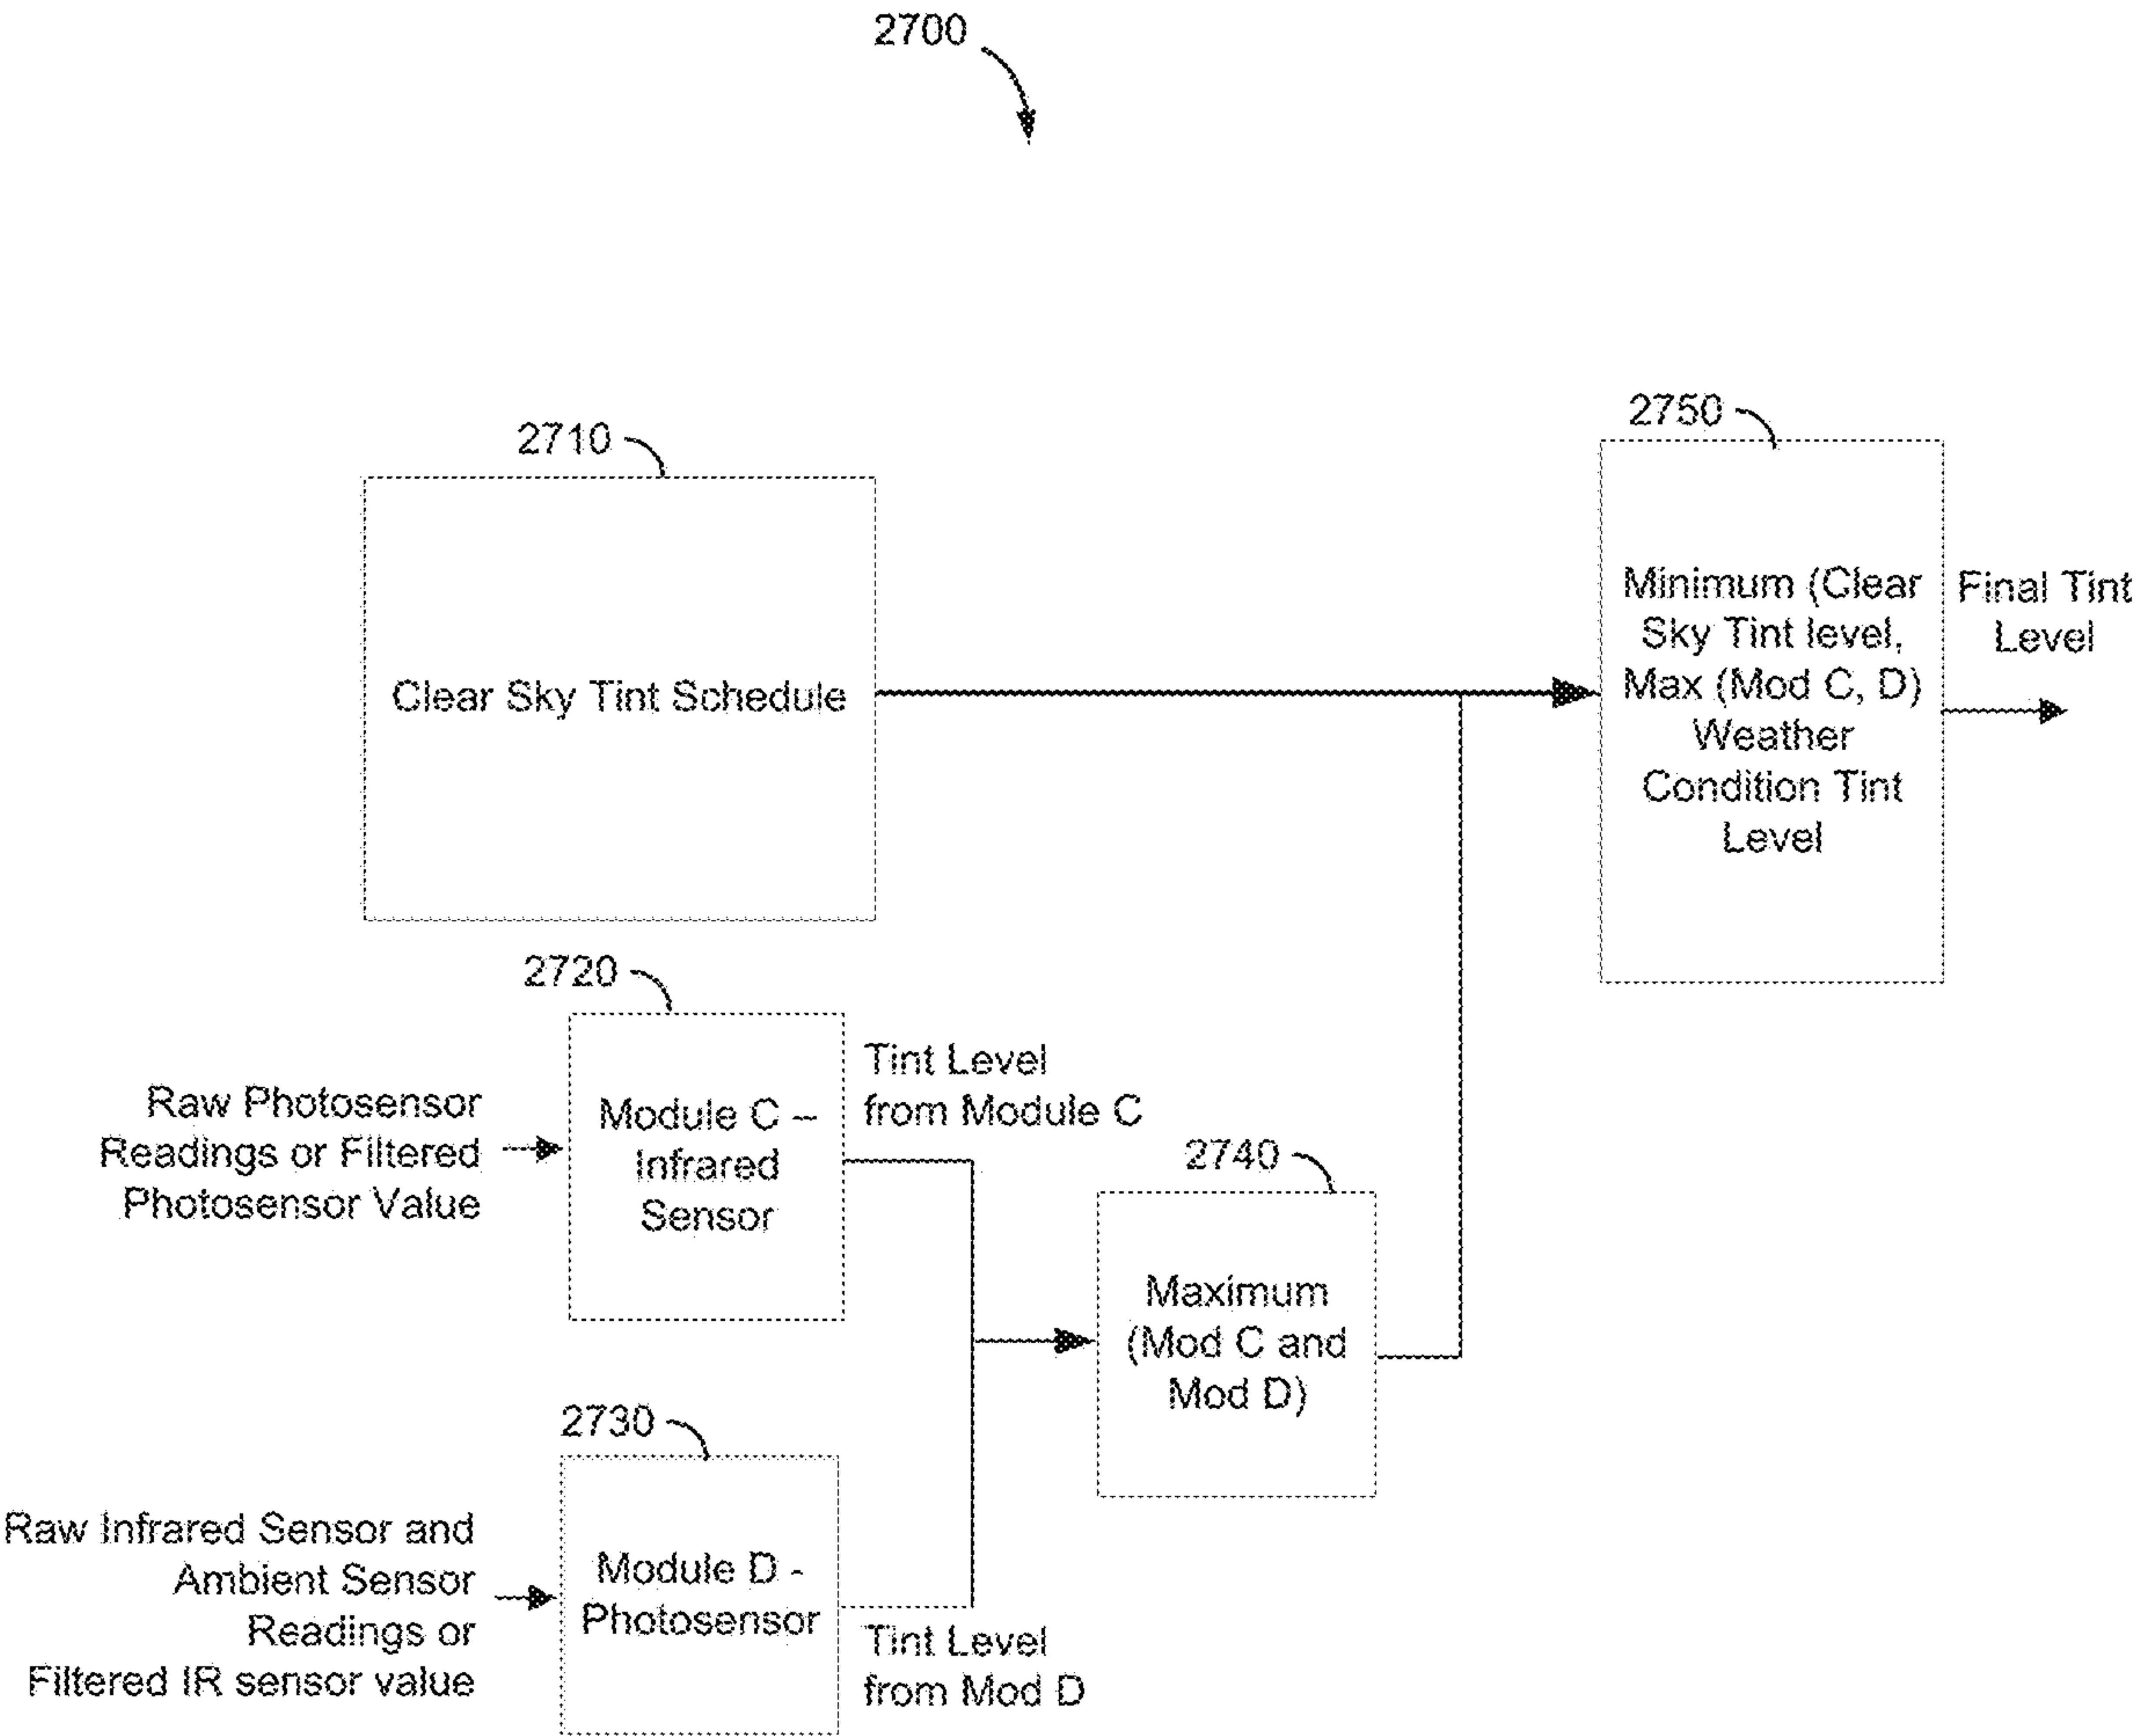 2700
2710
Clear Sky Tint Schedule
2750
Minimum (Clear
Sky Tint level,
Max (Mod C, D)
Weather
Condition Tint
Level
Final Tint
Level
2720
Raw Photosensor
Readings or Filtered
Photosensor Value
Module C –
Infrared
Sensor
Tint Level
from Module C
2740
Maximum
(Mod C and
Mod D)
2730
Raw Infrared Sensor and
Ambient Sensor
Readings or
Filtered IR sensor value
Module D -
Photosensor
Tint Level
from Mod D